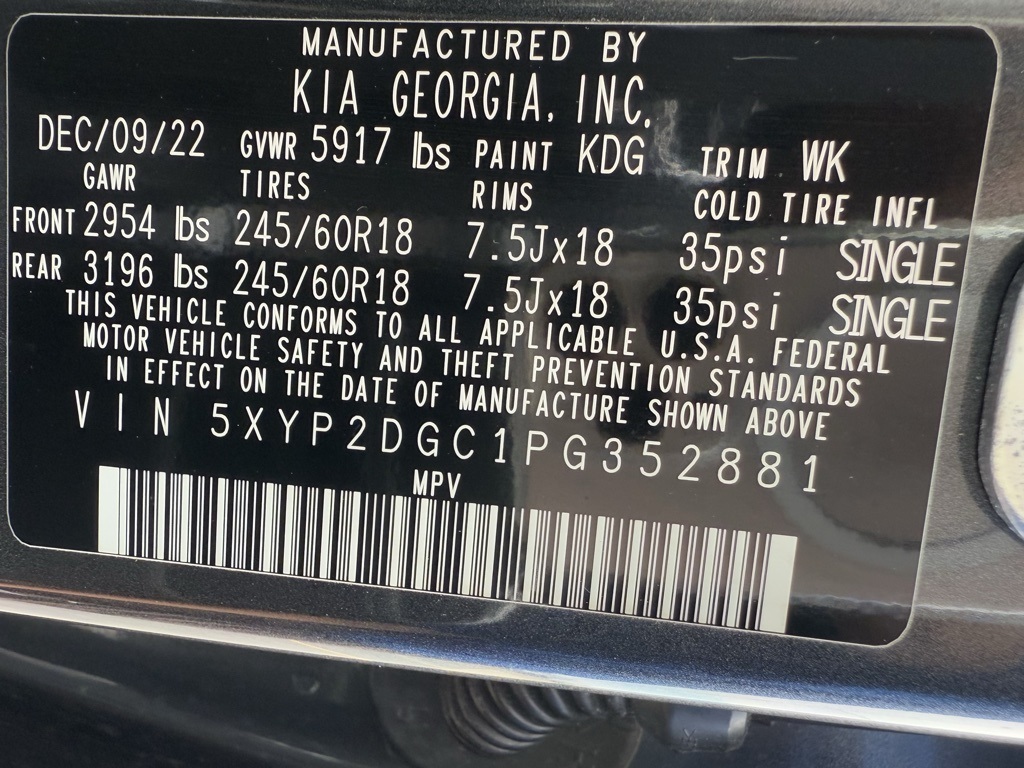 MANUFACTURED BY
KIA GEORGIA, INC.
DEC/09/22 GVWR 5917 lbs PAINT KDG TRIM WK
GAWR TIRES RIMS COLD TIRE INFL
FRONT 2954 lbs 245/60R18 7.5Jx18 35psi SINGLE
REAR 3196 lbs 245/60R18 7.5Jx18 35psi SINGLE
THIS VEHICLE CONFORMS TO ALL APPLICABLE U.S.A. FEDERAL
MOTOR VEHICLE SAFETY AND THEFT PREVENTION STANDARDS
IN EFFECT ON THE DATE OF MANUFACTURE SHOWN ABOVE
VIN 5XYP2DGC1PG352881
MPV